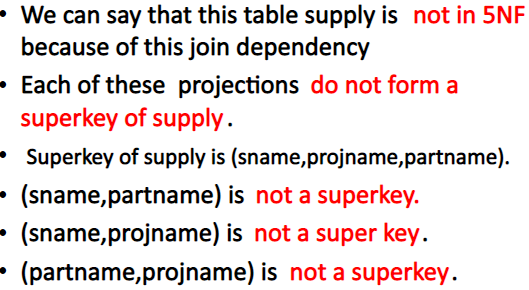 • We can say that this table supply is not in 5NF
because of this join dependency
• Each of these projections do not form a
superkey of supply.
• Superkey of supply is (sname,projname,partname).
• (sname,partname) is not a superkey.
• (sname,projname) is not a super key.
• (partname,projname) is not a superkey.